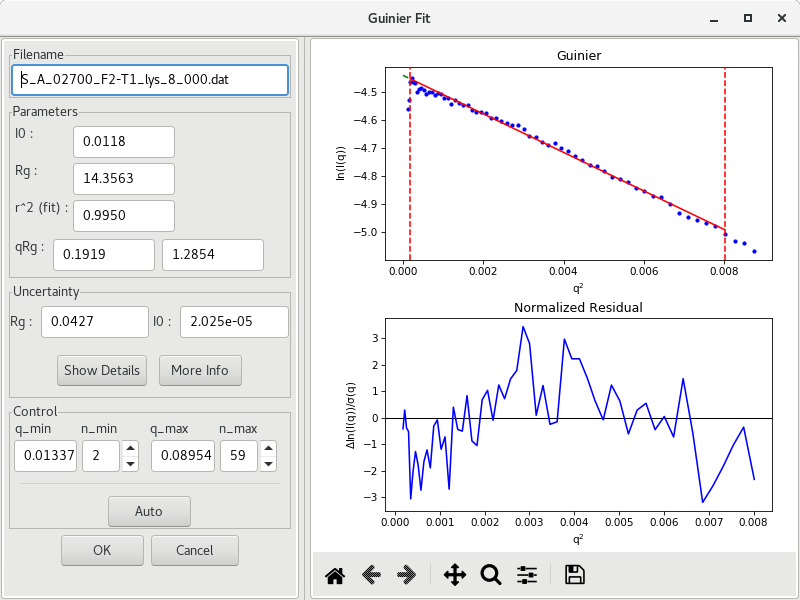 Guinier Fit
Filename
S_A_02700_F2-T1_lys_8_000.dat
Parameters
I0 : 0.0118
Rg : 14.3563
r^2 (fit) : 0.9950
qRg : 0.1919 1.2854
Uncertainty
Rg : 0.0427 I0 : 2.025e-05
Show Details More Info
Control
q_min n_min q_max n_max
0.01337 2 0.08954 59
Auto
OK Cancel
Guinier
ln(I(q))
−4.5
−4.6
−4.7
−4.8
−4.9
−5.0
0.000 0.002 0.004 0.006 0.008
q²
Normalized Residual
Δln(I(q))/σ(q)
3
2
1
0
−1
−2
−3
0.000 0.001 0.002 0.003 0.004 0.005 0.006 0.007 0.008
q²